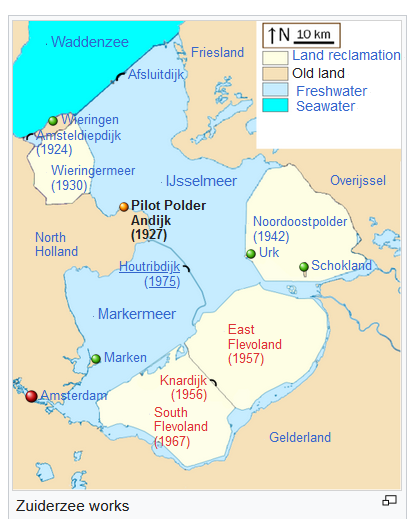 N 10 km
Land reclamation
Old land
Freshwater
Seawater
Waddenzee
Friesland
Afsluitdijk
Wieringen
Amsteldiepdijk
(1924)
Wieringermeer
(1930)
IJsselmeer
Overijssel
Pilot Polder
Andijk
(1927)
Noordoostpolder
(1942)
North
Holland
Urk
Houtribdijk
(1975)
Schokland
Markermeer
East
Flevoland
(1957)
Marken
Knardijk
(1956)
Amsterdam
South
Flevoland
(1967)
Gelderland
Zuiderzee works